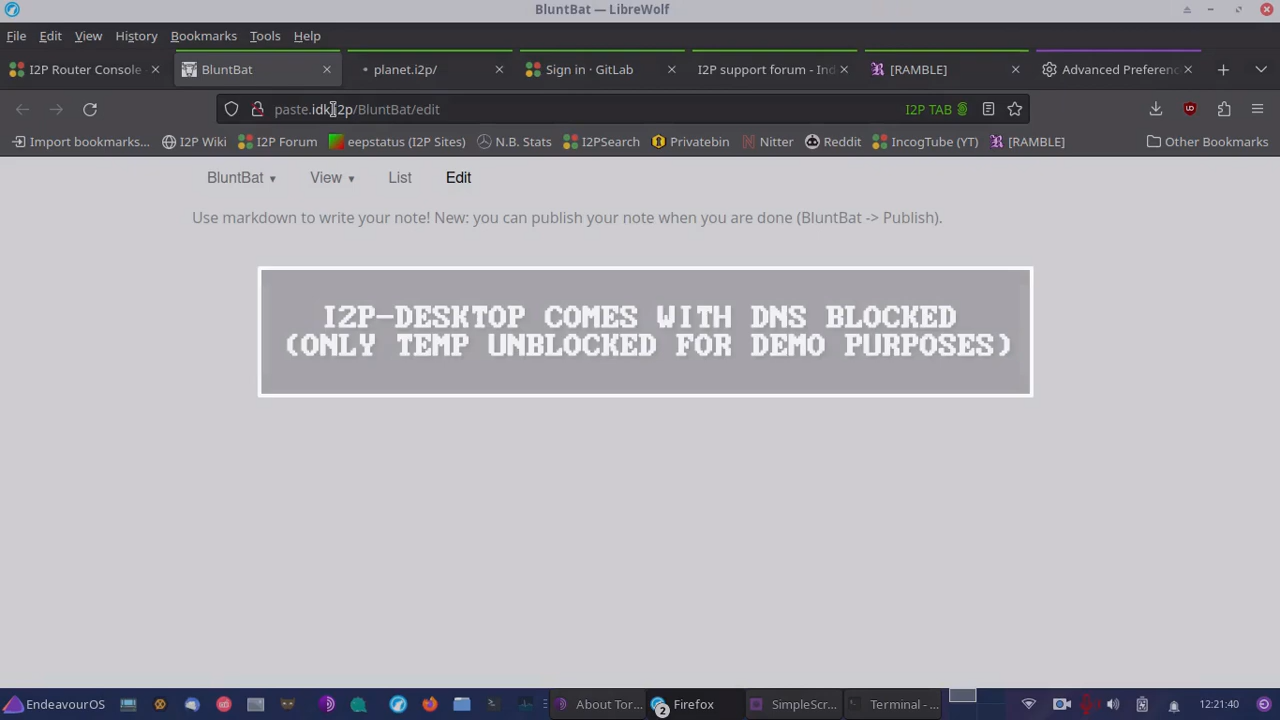 BluntBat — LibreWolf
File Edit View History Tools Help
I2P Router Console BluntBat planet.i2p/ Sign in · GitLab I2P support forum - Ind [RAMBLE] Advanced Preferenc
paste.idk.i2p/BluntBat/edit I2P TAB
Import bookmarks... I2P Wiki I2P Forum eepstatus (I2P Sites) N.B. Stats I2PSearch Privatebin Nitter Reddit IncogTube (YT) [RAMBLE] Other Bookmarks
BluntBat View List Edit
Use markdown to write your note! New: you can publish your note when you are done (BluntBat -> Publish).
I2P-DESKTOP COMES WITH DNS BLOCKED
(ONLY TEMP UNBLOCKED FOR DEMO PURPOSES)
EndeavourOS About Tor... 2 Firefox SimpleScr... Terminal - ... 12:21:40